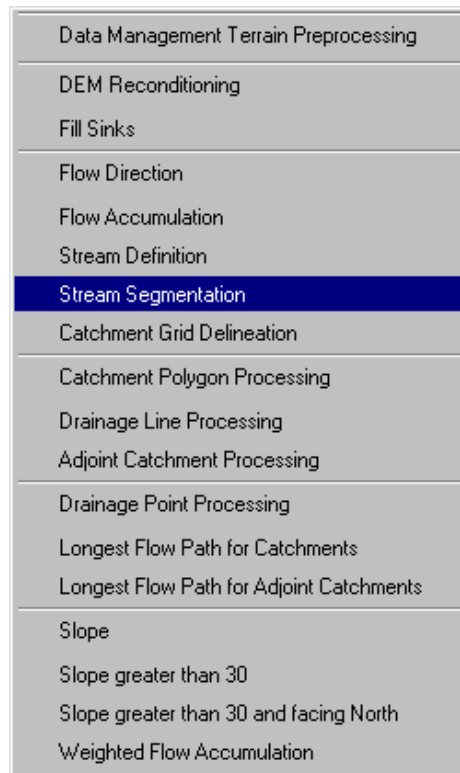 Data Management Terrain Preprocessing
DEM Reconditioning
Fill Sinks
Flow Direction
Flow Accumulation
Stream Definition
Stream Segmentation
Catchment Grid Delineation
Catchment Polygon Processing
Drainage Line Processing
Adjoint Catchment Processing
Drainage Point Processing
Longest Flow Path for Catchments
Longest Flow Path for Adjoint Catchments
Slope
Slope greater than 30
Slope greater than 30 and facing North
Weighted Flow Accumulation